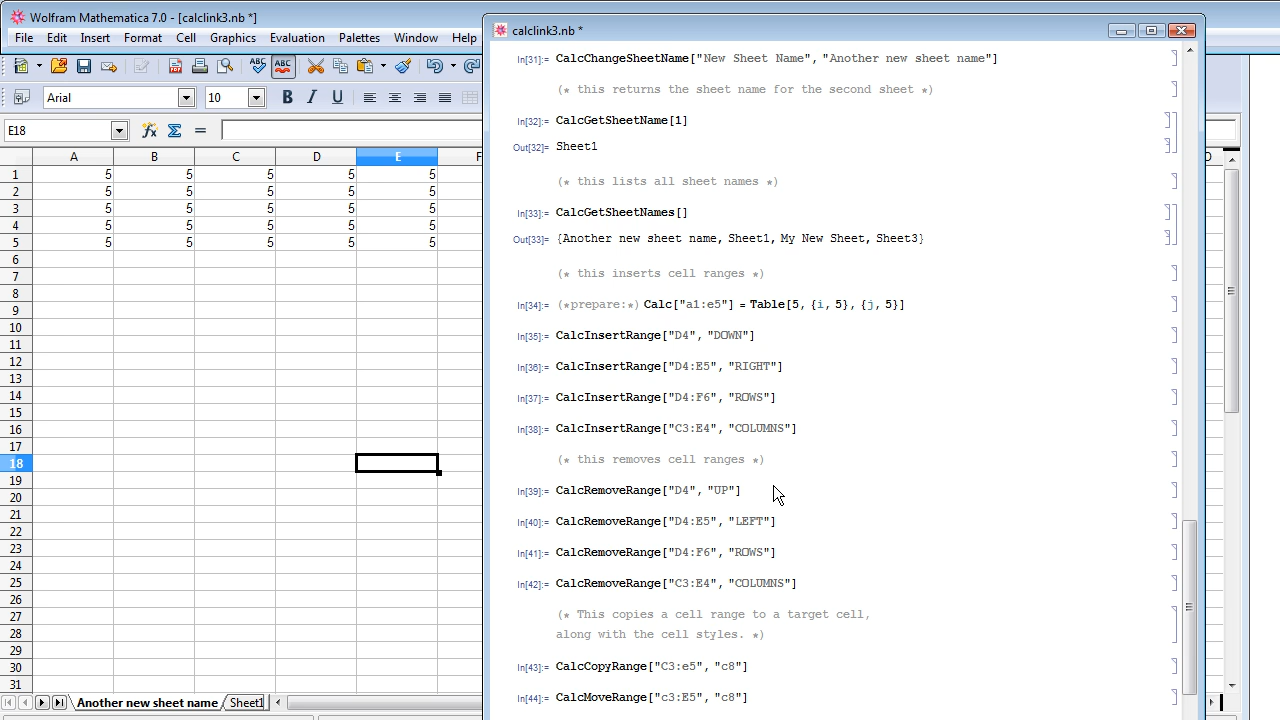 Wolfram Mathematica 7.0 - [calclink3.nb *]
File Edit Insert Format Cell Graphics Evaluation Palettes Window Help
Arial 10 B I U
E18
A B C D E F
1 5 5 5 5 5
2 5 5 5 5 5
3 5 5 5 5 5
4 5 5 5 5 5
5 5 5 5 5 5
6
7
8
9
10
11
12
13
14
15
16
17
18
19
20
21
22
23
24
25
26
27
28
29
30
31
Another new sheet name Sheet1
calclink3.nb *
In[31]:= CalcChangeSheetName["New Sheet Name", "Another new sheet name"]
(* this returns the sheet name for the second sheet *)
In[32]:= CalcGetSheetName[1]
Out[32]= Sheet1
(* this lists all sheet names *)
In[33]:= CalcGetSheetNames[]
Out[33]= {Another new sheet name, Sheet1, My New Sheet, Sheet3}
(* this inserts cell ranges *)
In[34]:= (*prepare:*) Calc["a1:e5"] = Table[5, {i, 5}, {j, 5}]
In[35]:= CalcInsertRange["D4", "DOWN"]
In[36]:= CalcInsertRange["D4:E5", "RIGHT"]
In[37]:= CalcInsertRange["D4:F6", "ROWS"]
In[38]:= CalcInsertRange["C3:E4", "COLUMNS"]
(* this removes cell ranges *)
In[39]:= CalcRemoveRange["D4", "UP"]
In[40]:= CalcRemoveRange["D4:E5", "LEFT"]
In[41]:= CalcRemoveRange["D4:F6", "ROWS"]
In[42]:= CalcRemoveRange["C3:E4", "COLUMNS"]
(* This copies a cell range to a target cell,
along with the cell styles. *)
In[43]:= CalcCopyRange["C3:e5", "c8"]
In[44]:= CalcMoveRange["c3:E5", "c8"]